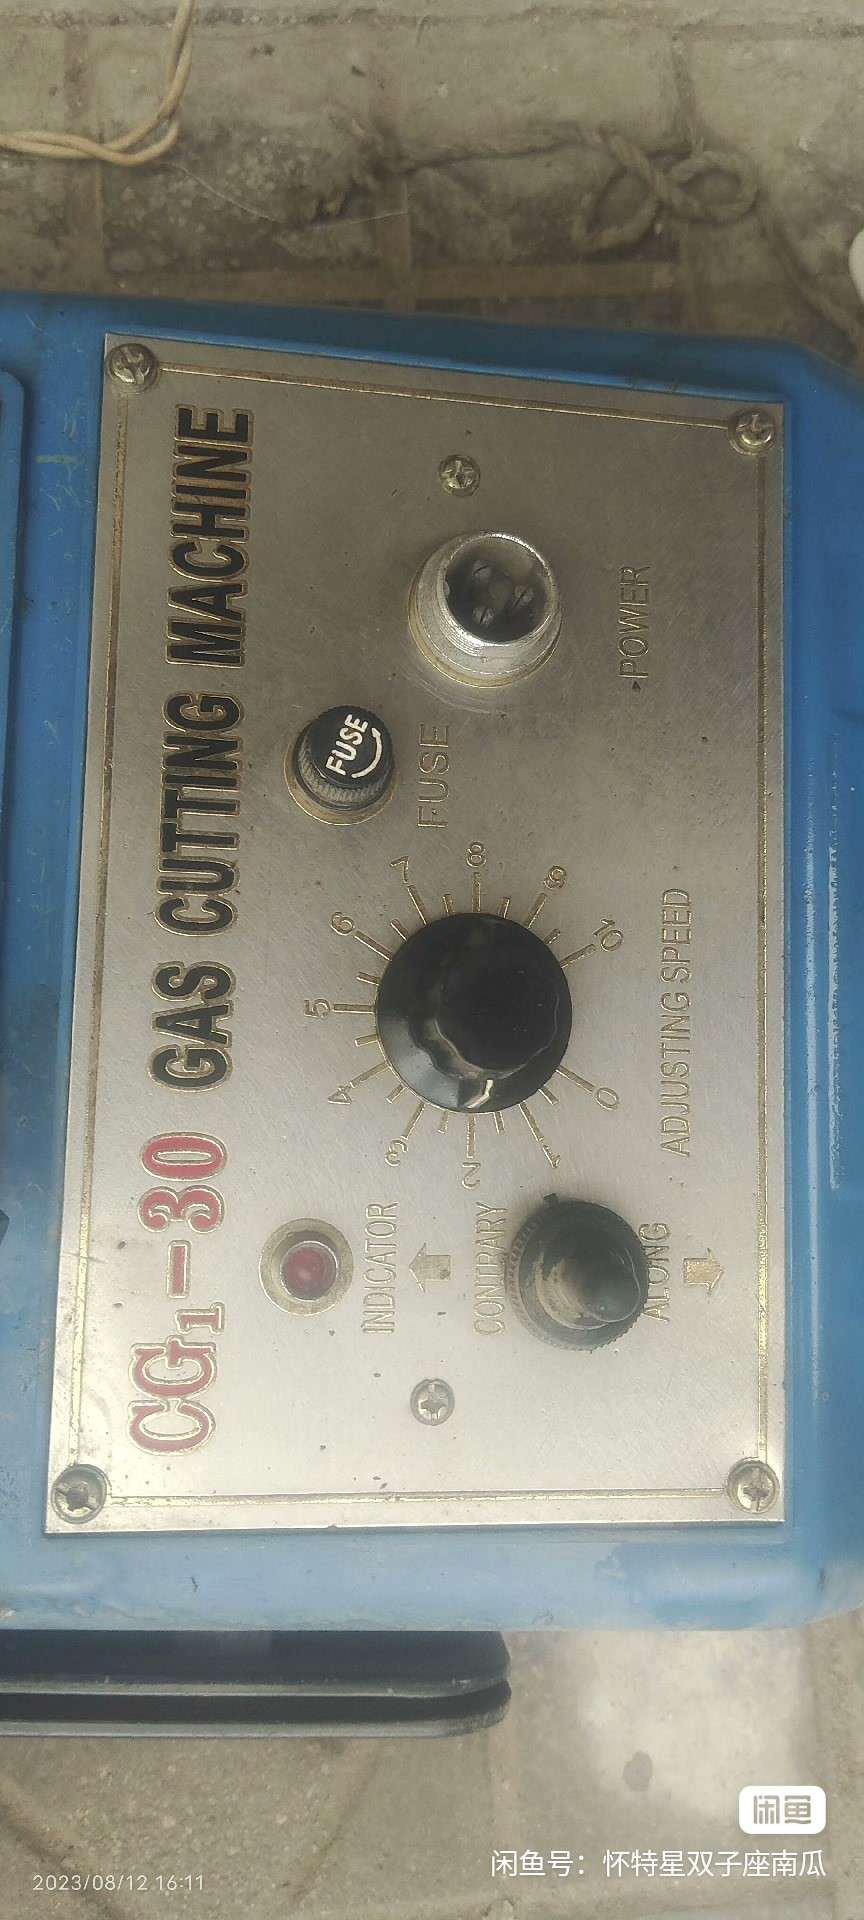 CG1-30 GAS CUTTING MACHINE
INDICATOR
CONTRARY
ALONG
0
1
2
3
4
5
6
7
8
9
10
ADJUSTING SPEED
FUSE
FUSE
POWER
闲鱼
闲鱼号：怀特星双子座南瓜
2023/08/12 16:11